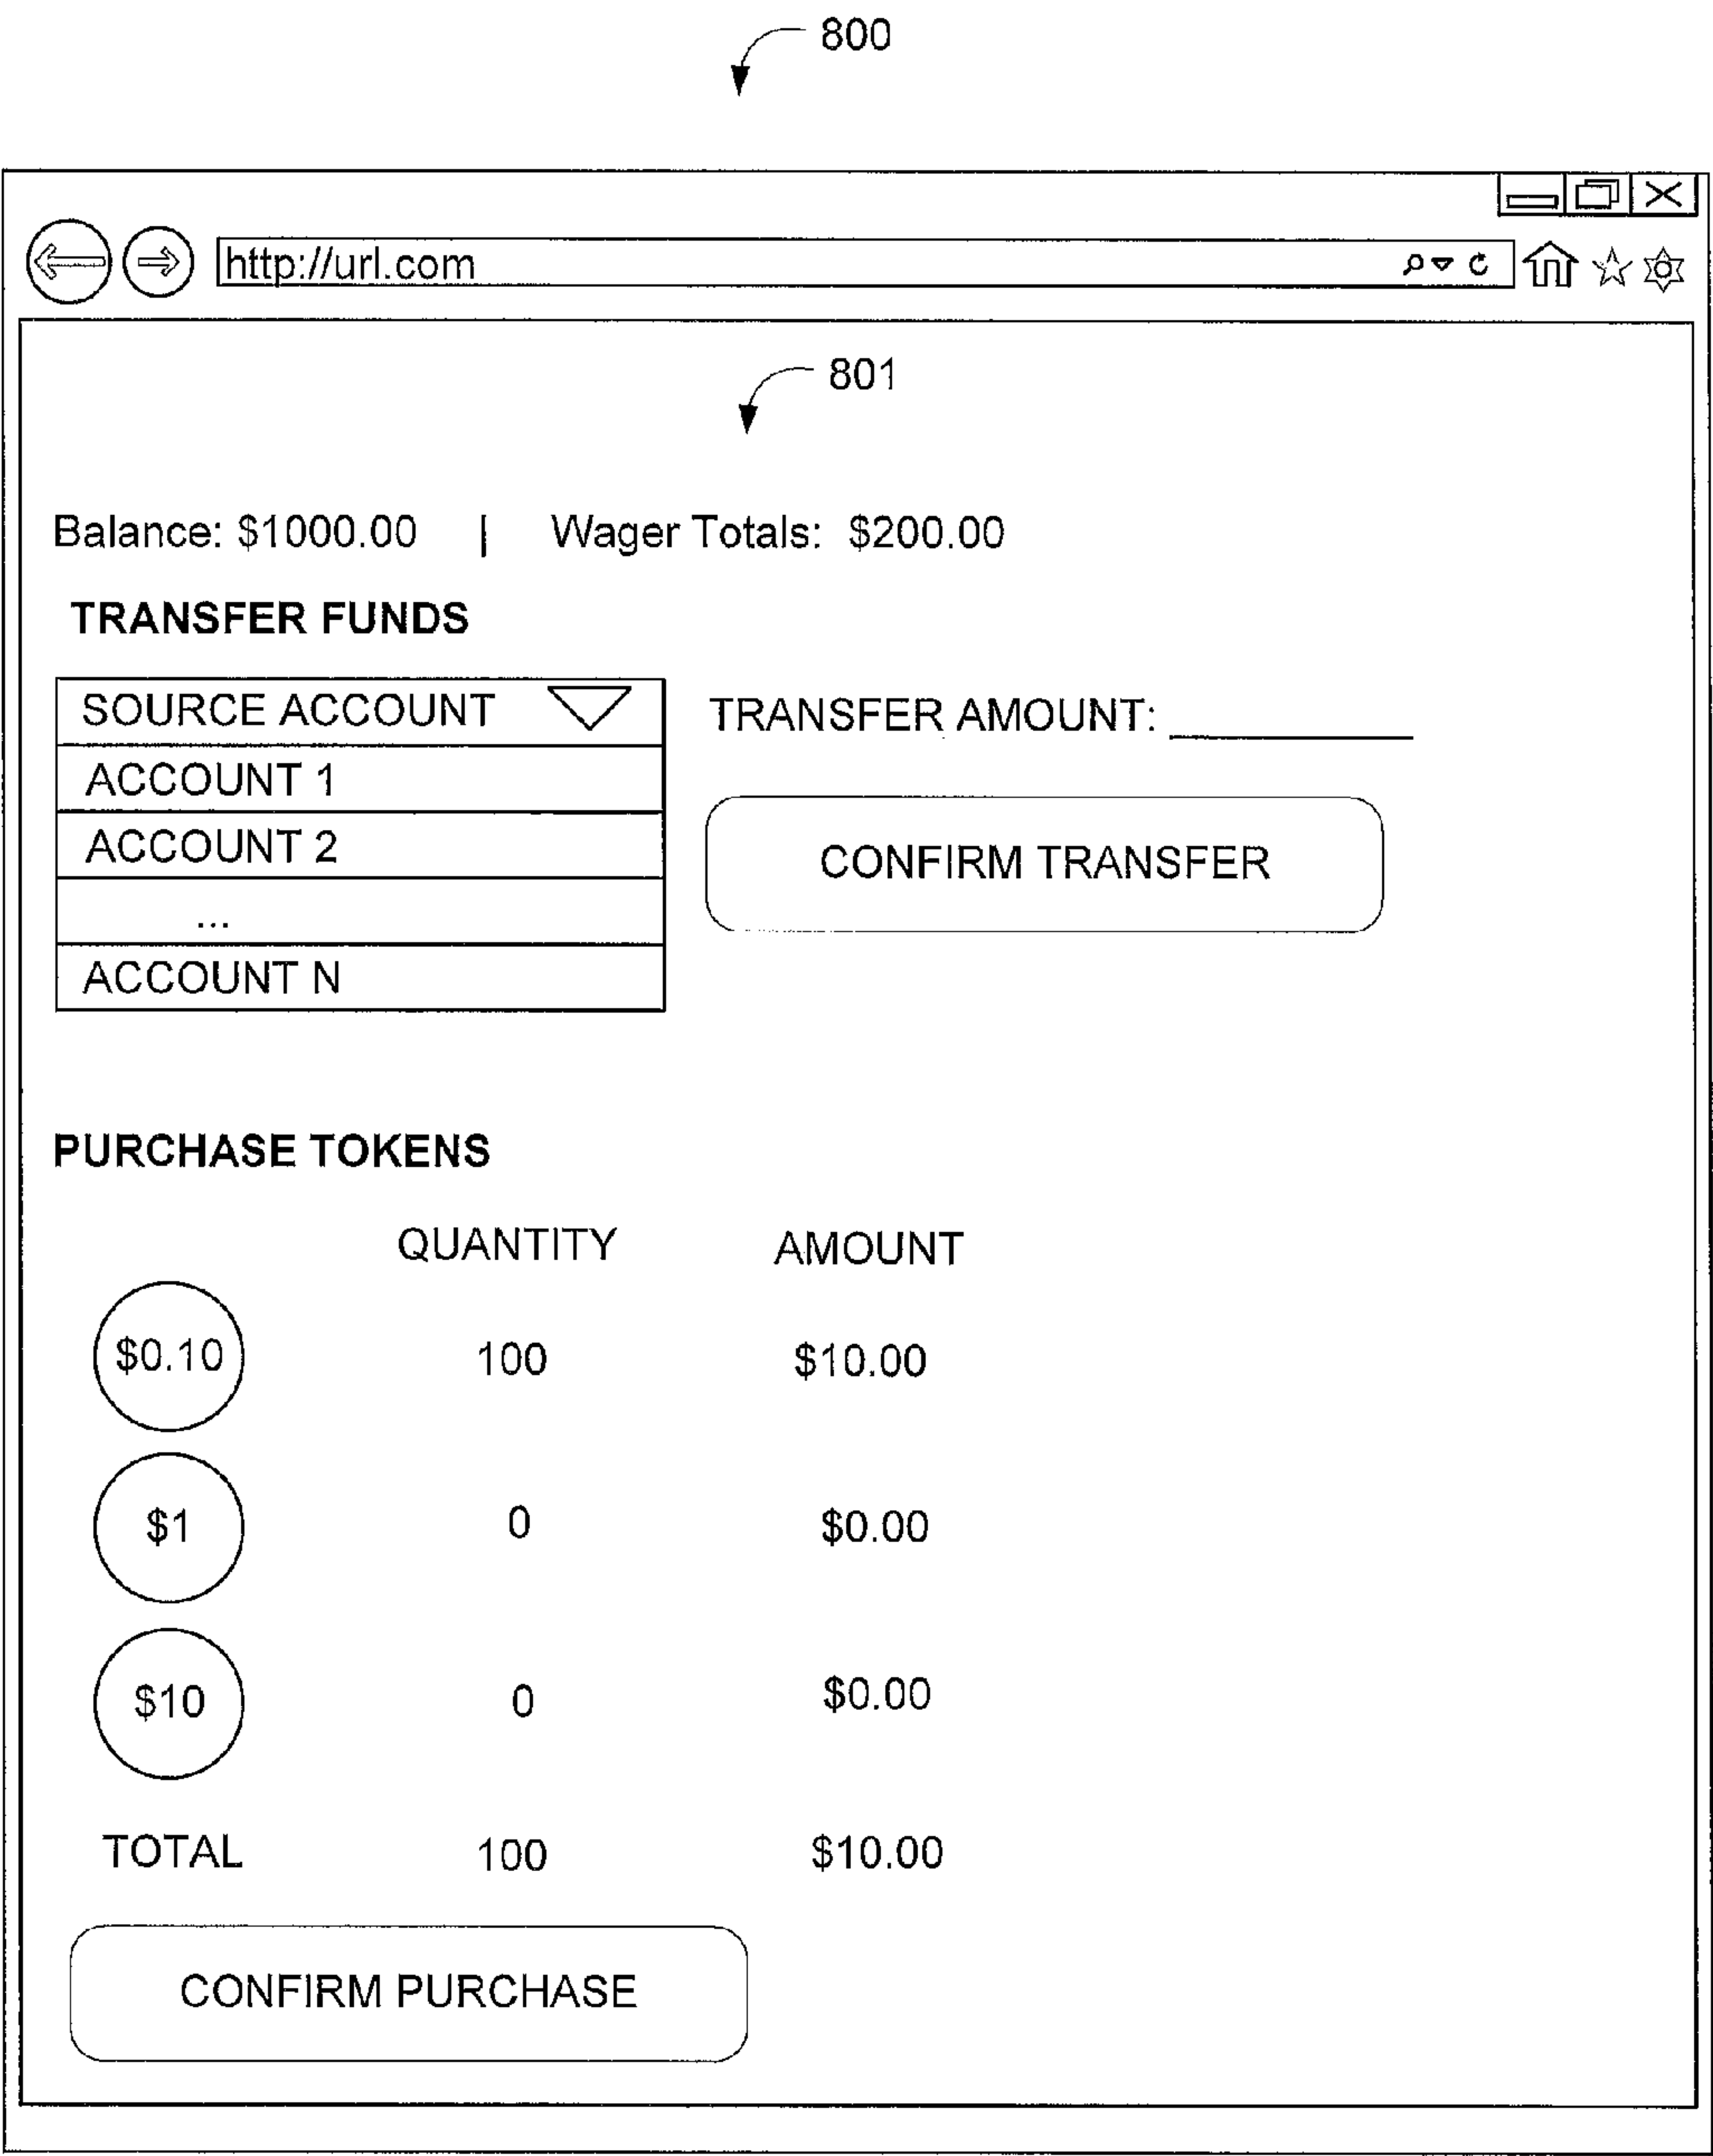 800
http://url.com
801
Balance: $1000.00 | Wager Totals: $200.00
TRANSFER FUNDS
SOURCE ACCOUNT TRANSFER AMOUNT: ________
ACCOUNT 1
ACCOUNT 2
CONFIRM TRANSFER
...
ACCOUNT N
PURCHASE TOKENS
QUANTITY AMOUNT
$0.10 100 $10.00
$1 0 $0.00
$10 0 $0.00
TOTAL 100 $10.00
CONFIRM PURCHASE